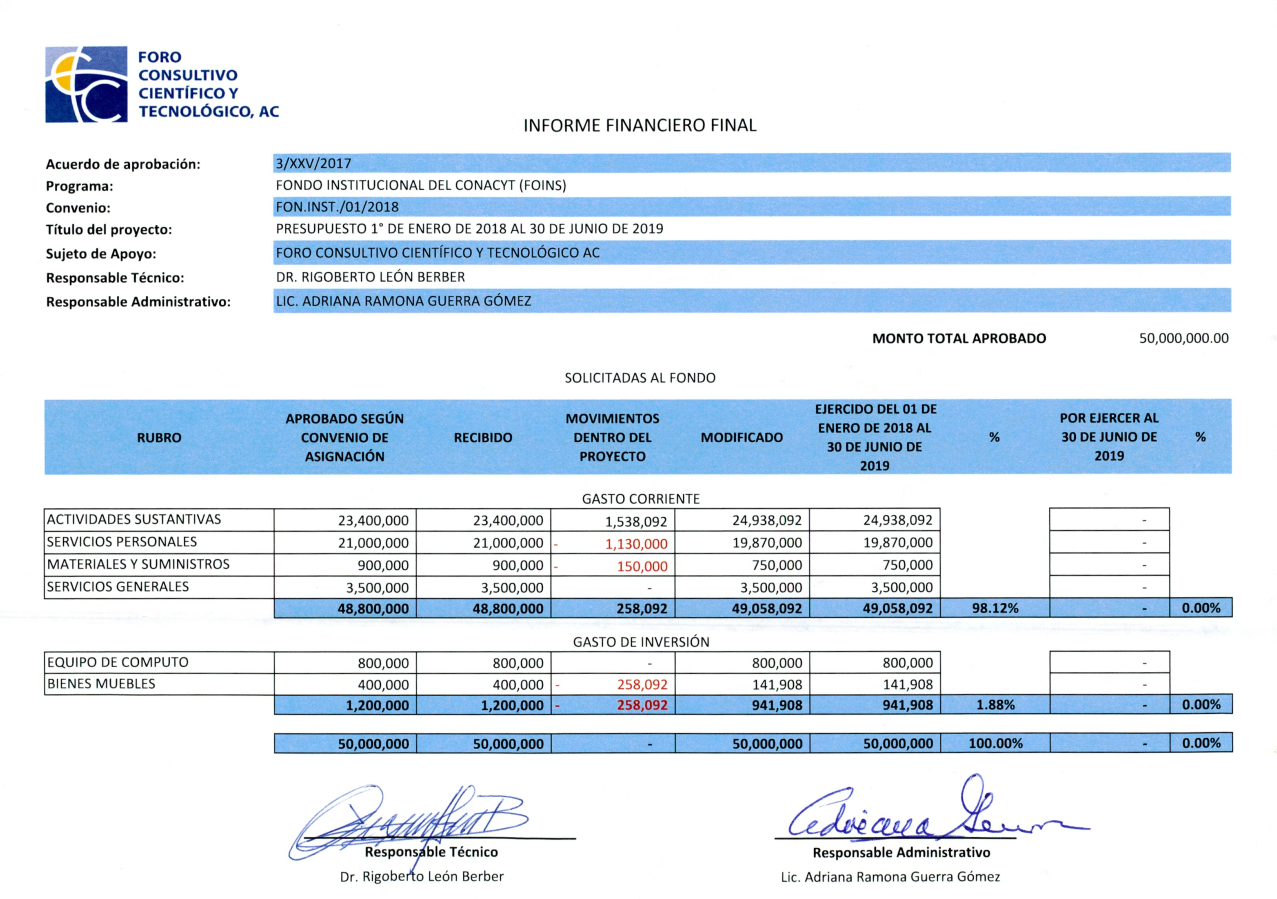 FORO
CONSULTIVO
CIENTÍFICO Y
TECNOLÓGICO, AC
INFORME FINANCIERO FINAL
Acuerdo de aprobación: 3/XXV/2017
Programa: FONDO INSTITUCIONAL DEL CONACYT (FOINS)
Convenio: FON.INST./01/2018
Título del proyecto: PRESUPUESTO 1° DE ENERO DE 2018 AL 30 DE JUNIO DE 2019
Sujeto de Apoyo: FORO CONSULTIVO CIENTÍFICO Y TECNOLÓGICO AC
Responsable Técnico: DR. RIGOBERTO LEÓN BERBER
Responsable Administrativo: LIC. ADRIANA RAMONA GUERRA GÓMEZ
MONTO TOTAL APROBADO 50,000,000.00
SOLICITADAS AL FONDO
RUBRO
APROBADO SEGÚN
CONVENIO DE
ASIGNACIÓN
RECIBIDO
MOVIMIENTOS
DENTRO DEL
PROYECTO
MODIFICADO
EJERCIDO DEL 01 DE
ENERO DE 2018 AL
30 DE JUNIO DE
2019
%
POR EJERCER AL
30 DE JUNIO DE
2019
%
GASTO CORRIENTE
ACTIVIDADES SUSTANTIVAS 23,400,000 23,400,000 1,538,092 24,938,092 24,938,092 -
SERVICIOS PERSONALES 21,000,000 21,000,000 - 1,130,000 19,870,000 19,870,000 -
MATERIALES Y SUMINISTROS 900,000 900,000 - 150,000 750,000 750,000 -
SERVICIOS GENERALES 3,500,000 3,500,000 - 3,500,000 3,500,000 -
48,800,000 48,800,000 258,092 49,058,092 49,058,092 98.12% - 0.00%
GASTO DE INVERSIÓN
EQUIPO DE COMPUTO 800,000 800,000 - 800,000 800,000 -
BIENES MUEBLES 400,000 400,000 - 258,092 141,908 141,908 -
1,200,000 1,200,000 - 258,092 941,908 941,908 1.88% - 0.00%
50,000,000 50,000,000 - 50,000,000 50,000,000 100.00% - 0.00%
Responsable Técnico
Dr. Rigoberto León Berber
Adriana Guerra
Responsable Administrativo
Lic. Adriana Ramona Guerra Gómez